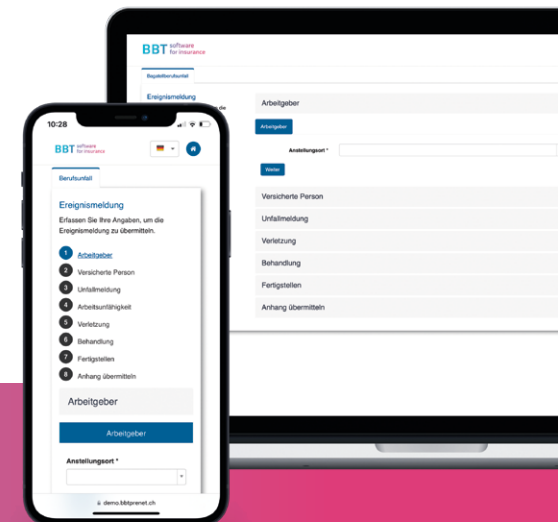 BBT software
for insurance
Bagatellberufsunfall
Ereignismeldung
Arbeitgeber
Arbeitgeber
Anstellungsort *
Weiter
Versicherte Person
Unfallmeldung
Verletzung
Behandlung
Fertigstellen
Anhang übermitteln
10:28
BBT software
for insurance
Berufsunfall
Ereignismeldung
Erfassen Sie Ihre Angaben, um die
Ereignismeldung zu übermitteln.
1 Arbeitgeber
2 Versicherte Person
3 Unfallmeldung
4 Arbeitsunfähigkeit
5 Verletzung
6 Behandlung
7 Fertigstellen
8 Anhang übermitteln
Arbeitgeber
Arbeitgeber
Anstellungsort *
demo.bbtprenet.ch